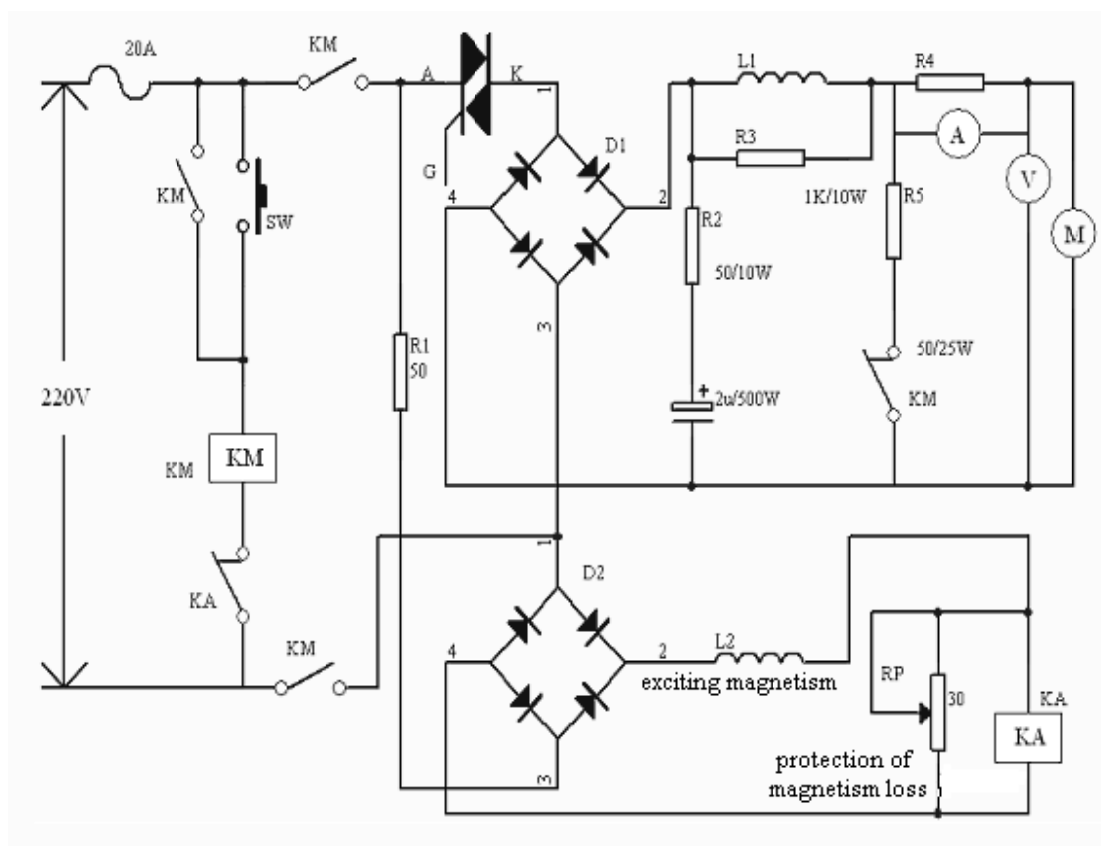 20A
KM
A
K
1
L1
R4
A
R3
D1
G
4
2
1K/10W
R5
V
KM
SW
R2
M
50/10W
3
R1
50
50/25W
220V
2u/500W
+
KM
KM
KM
1
D2
KA
KM
4
2
L2
exciting magnetism
RP
30
KA
KA
3
protection of
magnetism loss